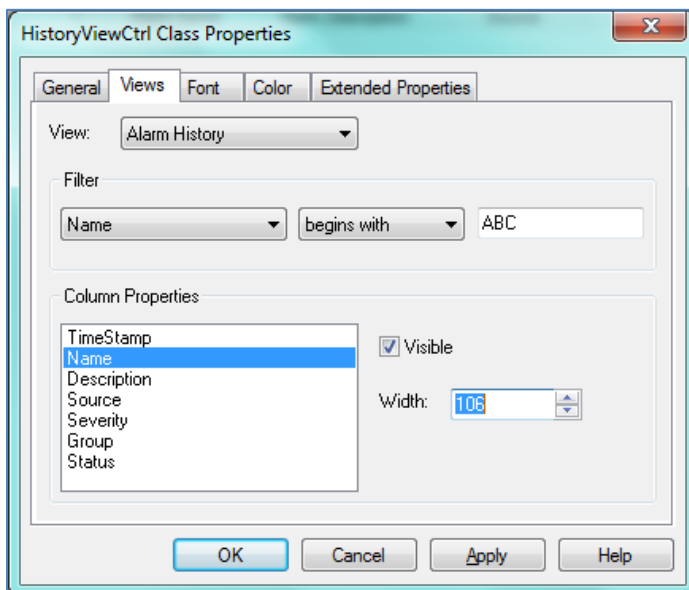 HistoryViewCtrl Class Properties
General Views Font Color Extended Properties
View: Alarm History
Filter
Name begins with ABC
Column Properties
TimeStamp
Name
Description
Source
Severity
Group
Status
Visible
Width: 106
OK Cancel Apply Help